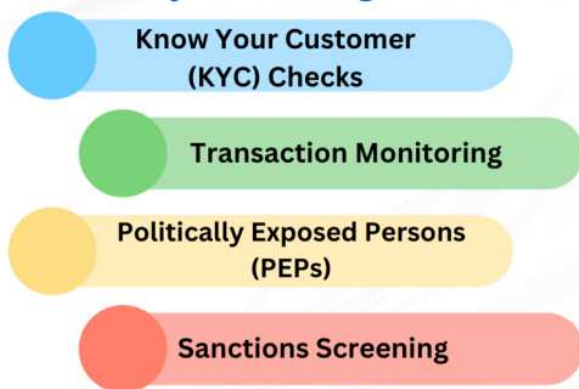 Know Your Customer
(KYC) Checks
Transaction Monitoring
Politically Exposed Persons
(PEPs)
Sanctions Screening